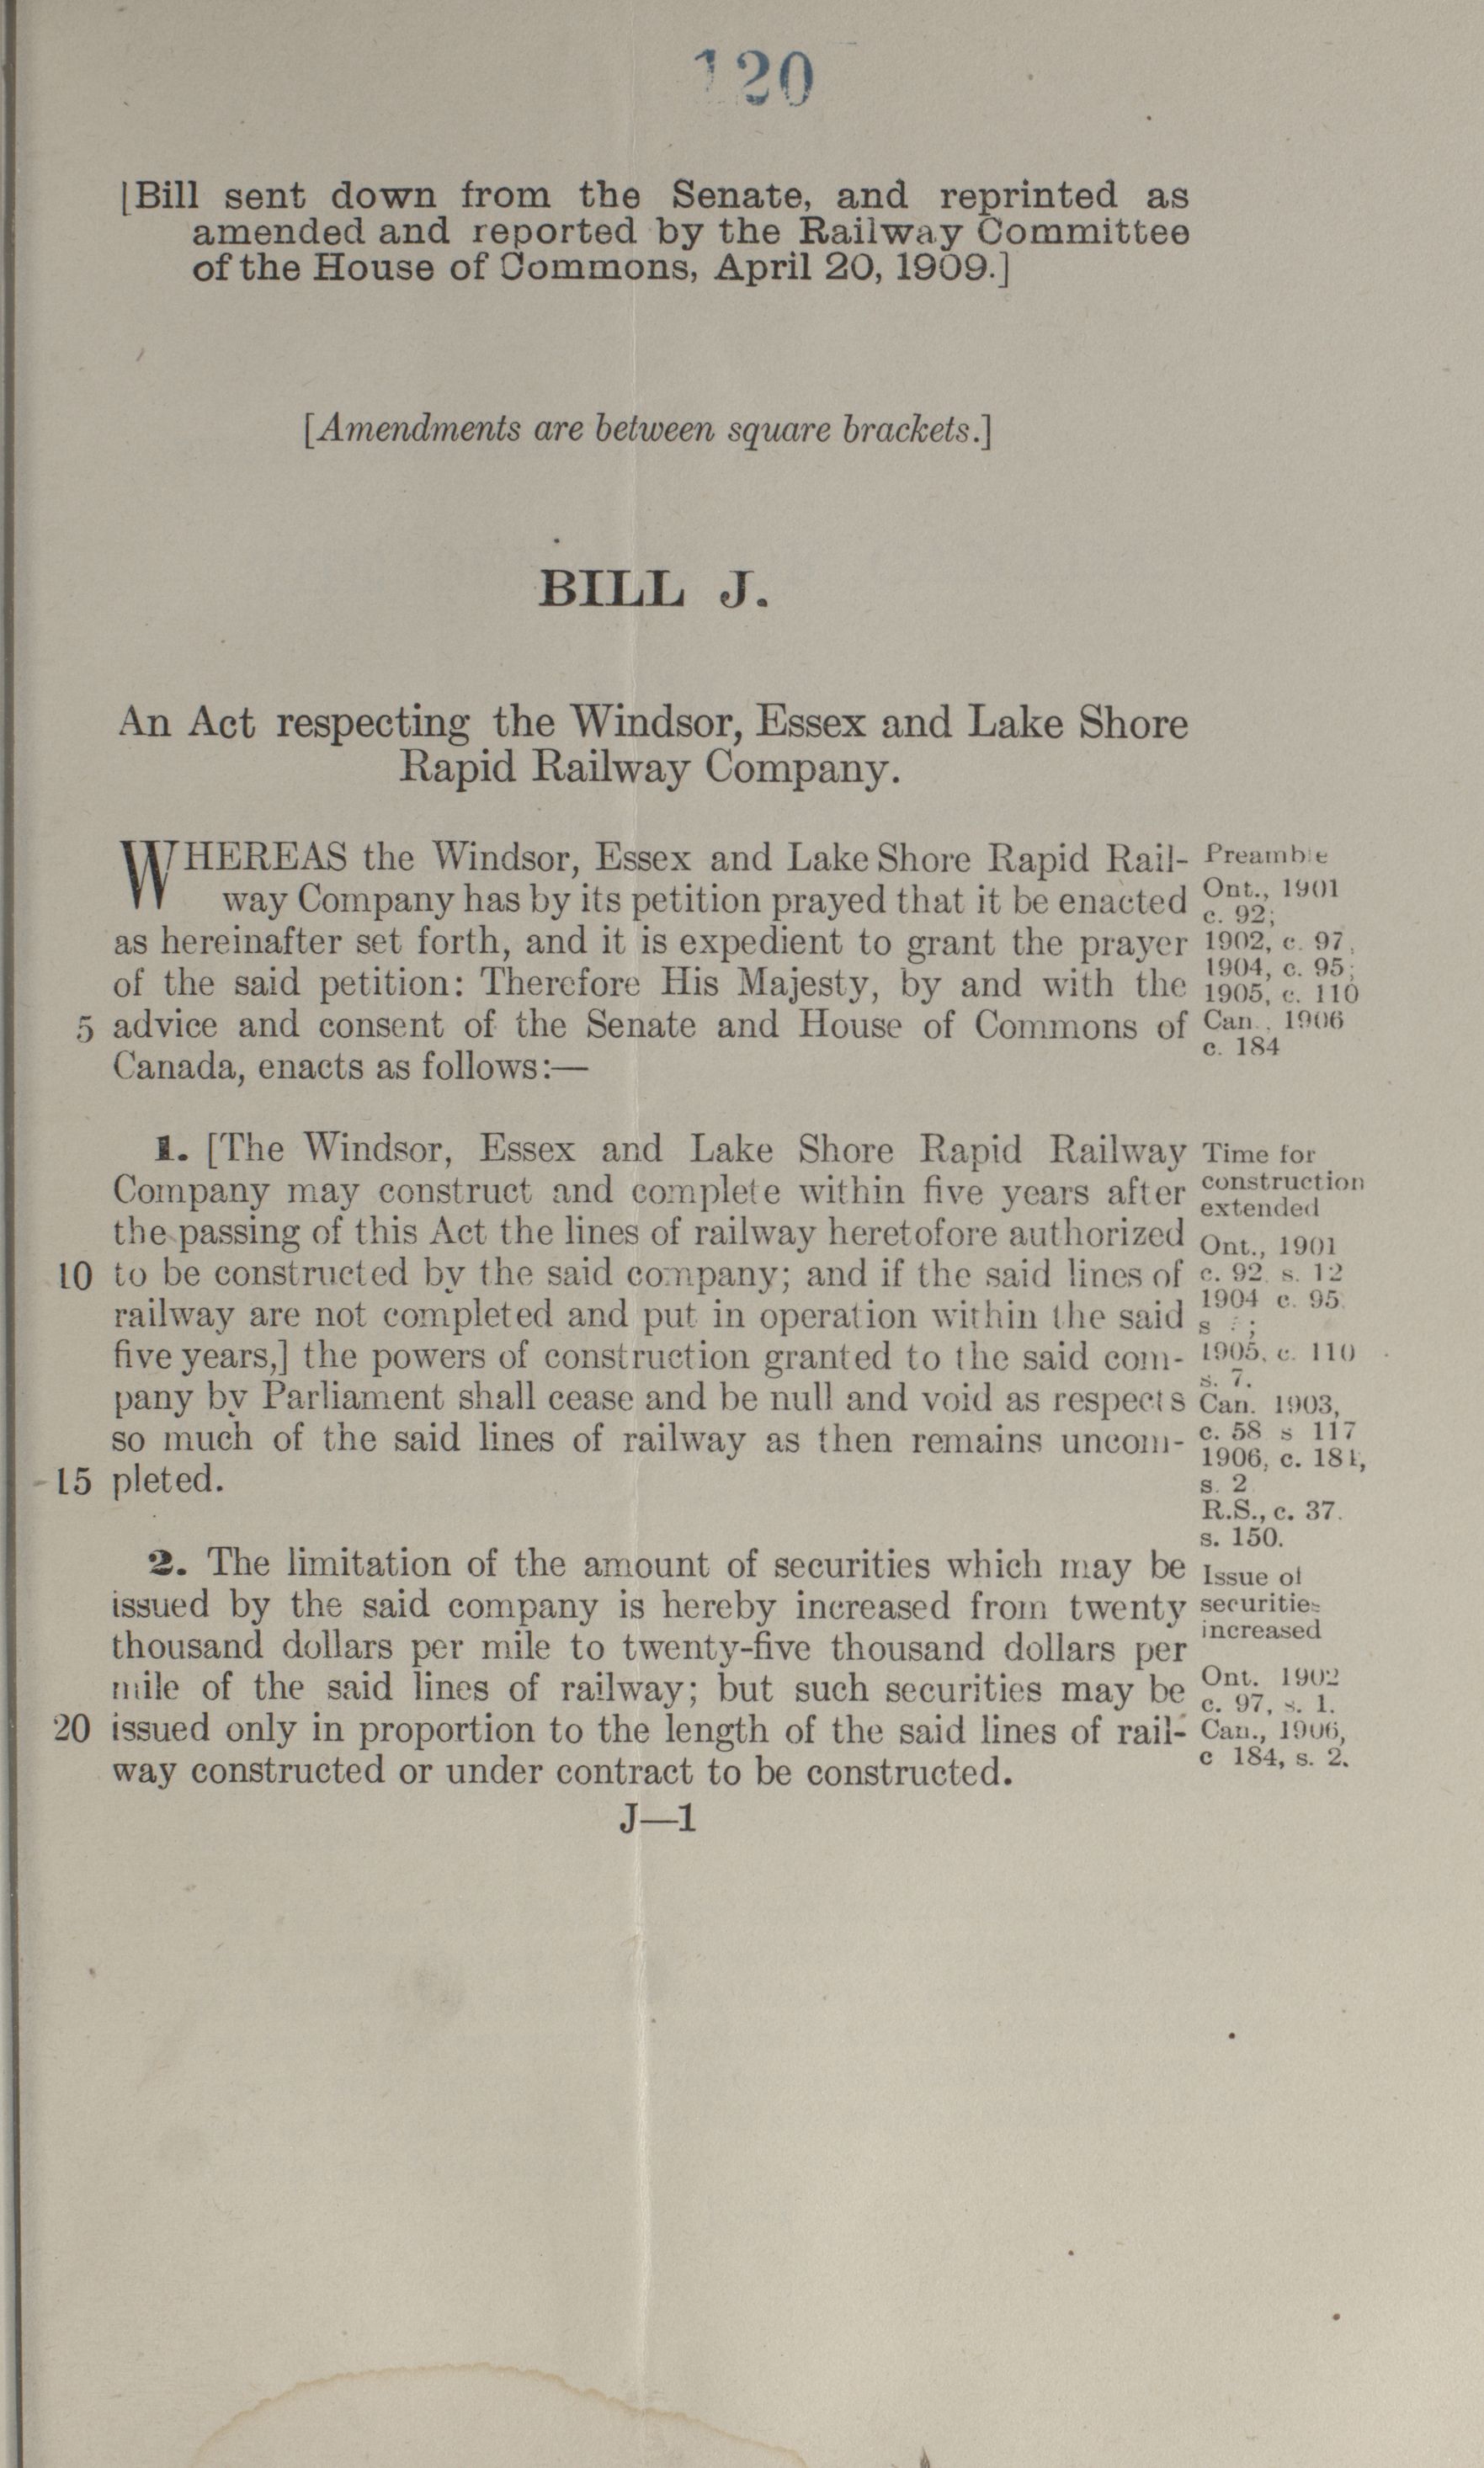 120
[Bill sent down from the Senate, and reprinted as
amended and reported by the Railway Committee
of the House of Commons, April 20, 1909.]
[Amendments are between square brackets.]
BILL J.
An Act respecting the Windsor, Essex and Lake Shore
Rapid Railway Company.
WHEREAS the Windsor, Essex and Lake Shore Rapid Rail-
way Company has by its petition prayed that it be enacted
as hereinafter set forth, and it is expedient to grant the prayer
of the said petition: Therefore His Majesty, by and with the
5 advice and consent of the Senate and House of Commons of
Canada, enacts as follows:—
Preamble
Ont., 1901
c. 92;
1902, c. 97,
1904, c. 95;
1905, c. 110
Can., 1906
c. 184
1. [The Windsor, Essex and Lake Shore Rapid Railway
Company may construct and complete within five years after
the passing of this Act the lines of railway heretofore authorized
10 to be constructed by the said company; and if the said lines of
railway are not completed and put in operation within the said
five years,] the powers of construction granted to the said com-
pany by Parliament shall cease and be null and void as respects
so much of the said lines of railway as then remains uncom-
15 pleted.
Time for
construction
extended
Ont., 1901
c. 92, s. 12
1904 c. 95.
s ;
1905, c. 110
s. 7.
Can. 1903,
c. 58 s 117
1906, c. 184,
s. 2
R.S., c. 37.
s. 150.
2. The limitation of the amount of securities which may be
issued by the said company is hereby increased from twenty
thousand dollars per mile to twenty-five thousand dollars per
mile of the said lines of railway; but such securities may be
20 issued only in proportion to the length of the said lines of rail-
way constructed or under contract to be constructed.
Issue of
securities
increased
Ont. 1902
c. 97, s. 1.
Can., 1906,
c 184, s. 2.
J—1